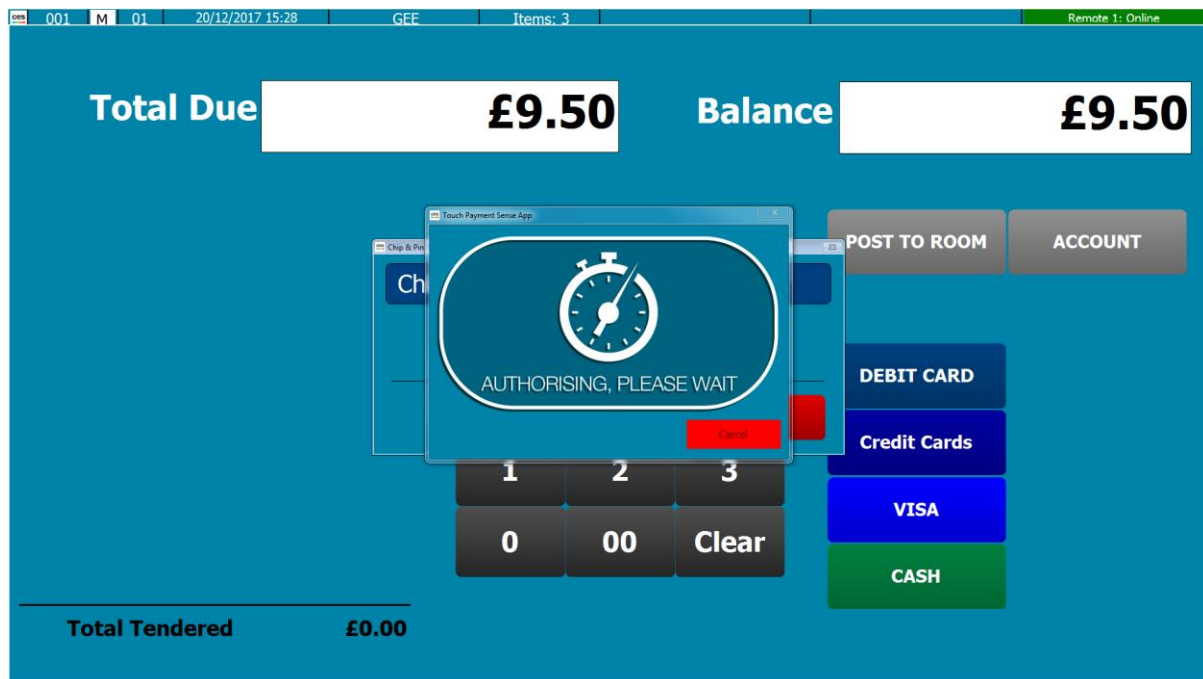 ces 001 M 01 20/12/2017 15:28 GEE Items: 3 Remote 1: Online
Total Due £9.50 Balance £9.50
Touch Payment Sense App
Chip & Pin
POST TO ROOM ACCOUNT
Ch
AUTHORISING, PLEASE WAIT
DEBIT CARD
Cancel
Credit Cards
1 2 3
VISA
0 00 Clear
CASH
Total Tendered £0.00